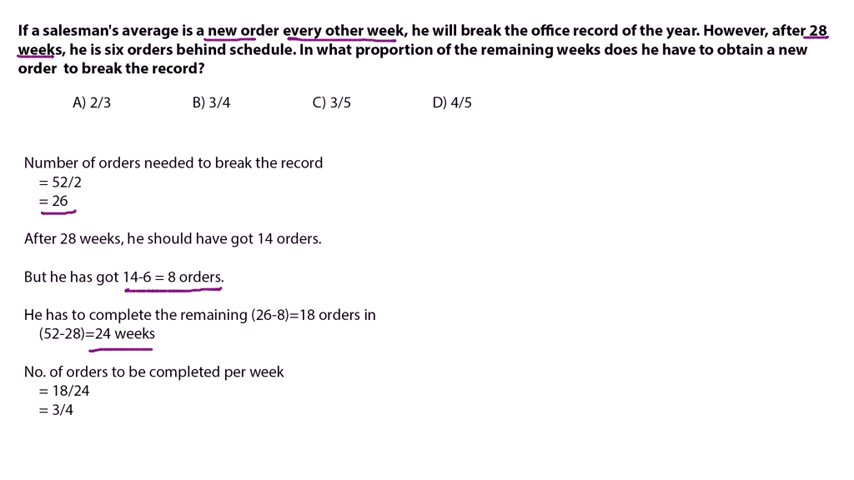 If a salesman's average is a new order every other week, he will break the office record of the year. However, after 28
weeks, he is six orders behind schedule. In what proportion of the remaining weeks does he have to obtain a new
order to break the record?
A) 2/3 B) 3/4 C) 3/5 D) 4/5
Number of orders needed to break the record
= 52/2
= 26
After 28 weeks, he should have got 14 orders.
But he has got 14-6 = 8 orders.
He has to complete the remaining (26-8)=18 orders in
(52-28)=24 weeks
No. of orders to be completed per week
= 18/24
= 3/4